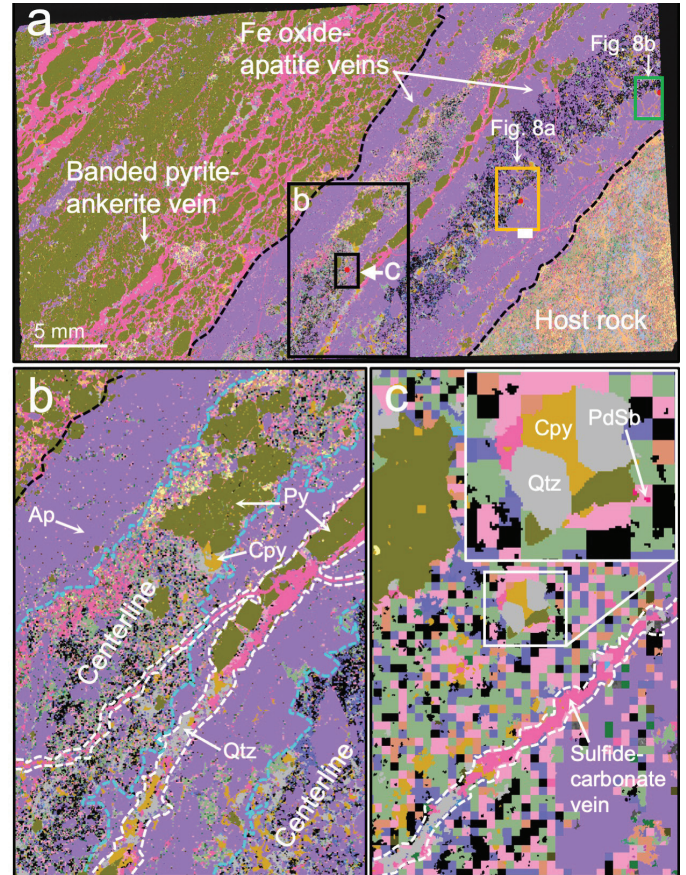 a
Fe oxide-
apatite veins
Fig. 8b
Fig. 8a
Banded pyrite-
ankerite vein
b
C
5 mm
Host rock
b
Ap
Py
Cpy
Centerline
Qtz
Centerline
c
Cpy
PdSb
Qtz
Sulfide-
carbonate
vein